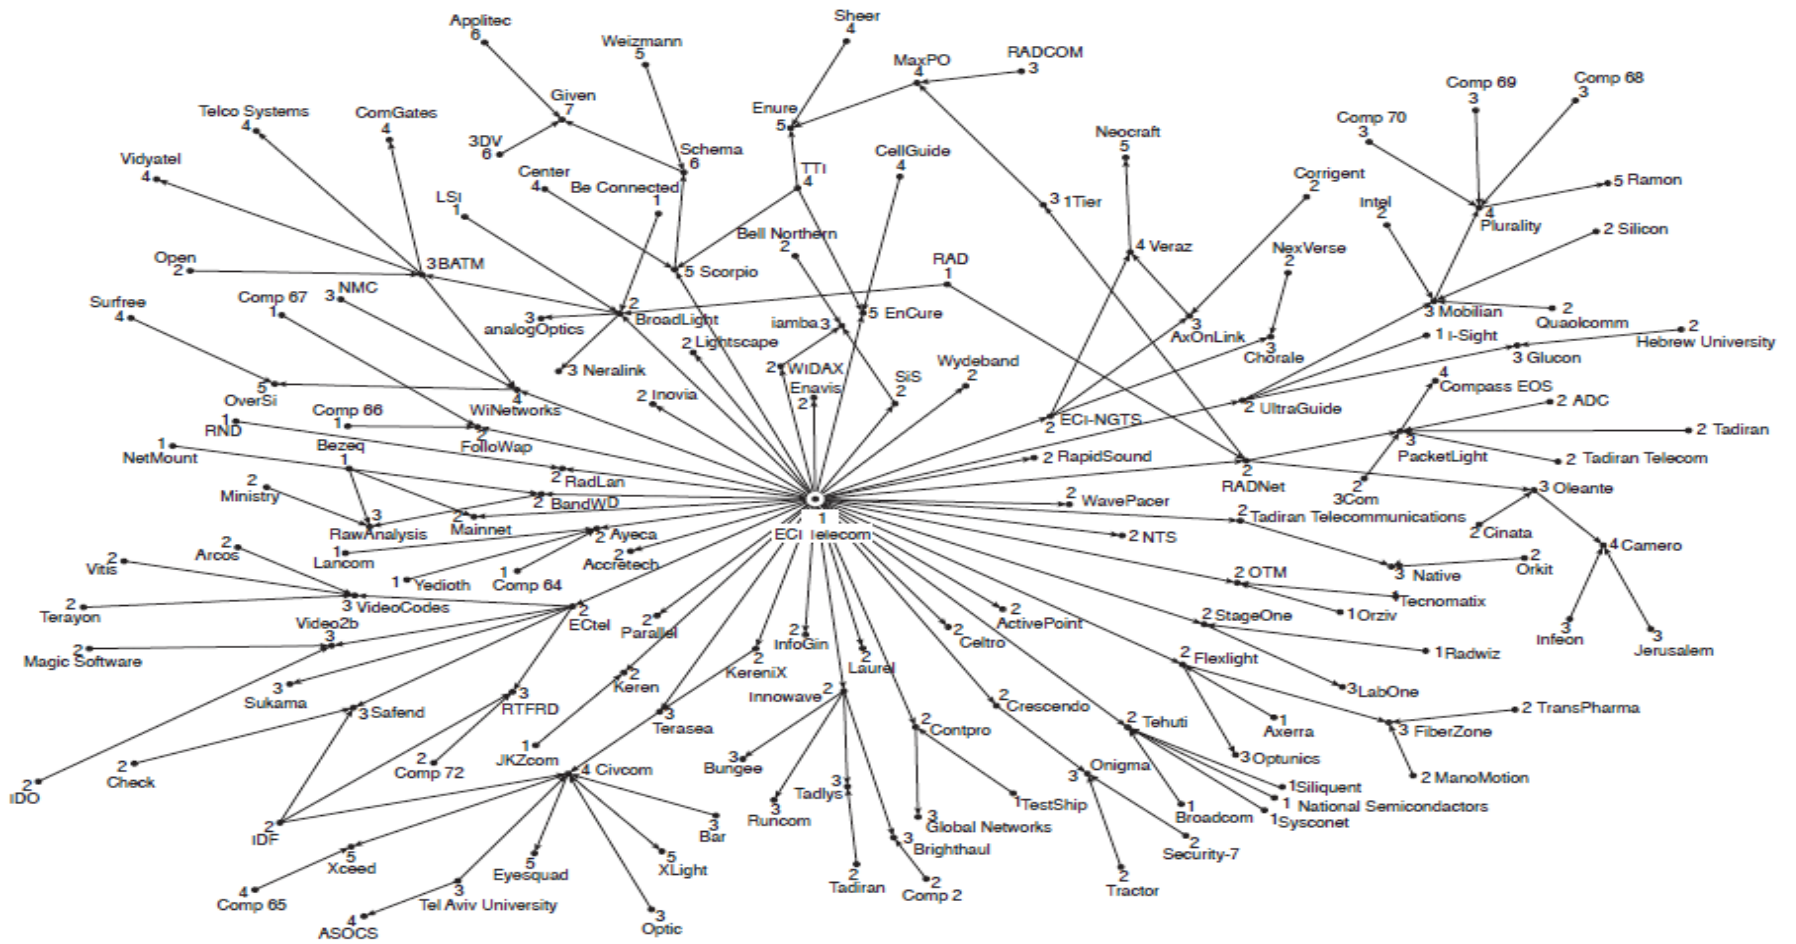 Applitec
6
Weizmann
5
Sheer
4
MaxPO
4
RADCOM
3
Telco Systems
4
ComGates
4
Given
7
3DV
6
Schema
6
Enure
5
Neocraft
5
Comp 69
3
Comp 68
3
Comp 70
3
Vidyatel
4
Center
4
Be Connected
1
TTI
4
CellGuide
4
Corrigent
2
5 Ramon
LSI
1
Bell Northern
2
3 1Tier
Intel
2
4
Plurality
2 Silicon
Open
2
3BATM
5 Scorpio
RAD
1
4 Veraz
NexVerse
2
Surfree
4
Comp 67
1
3 NMC
3
analogOptics
2
BroadLight
iamba 3
5 EnCure
3
AxOnLink
3 Mobilian
2
Quaolcomm
2 Lightscape
3
Chorale
1 I-Sight
3 Glucon
2
Hebrew University
3 Neralink
2 WiDAX
Enavis
2
SiS
2
Wydeband
2
5
OverSi
4
WiNetworks
2 Inovia
2 ECI-NGTS
2 UltraGuide
4
Compass EOS
2 ADC
1
RND
Comp 66
1
2
FolloWap
2 Tadiran
1
NetMount
Bezeq
1
2 RadLan
2 RapidSound
2
RADNet
3
PacketLight
2 Tadiran Telecom
2
Ministry
2 BandWD
2
WavePacer
2
3Com
3 Oleante
3
RawAnalysis
2
Mainnet
2 Ayeca
1
ECI Telecom
2
Tadiran Telecommunications
2 Cinata
2 NTS
4 Camero
Arcos
2
1
Lancom
2
Accretech
Vitis
2
1 Yedioth
1
Comp 64
2 OTM
3 Native
2
Orkit
2
Terayon
3 VideoCodes
2
ECtel
1
Tecnomatix
1 Orziv
Video2b
3
2
Parallel
2
InfoGin
2
ActivePoint
2
StageOne
3
Infeon
3
Jerusalem
2
Magic Software
2
Celtro
2
Flexlight
1 Radwiz
3
Sukama
2
Keren
2
KereniX
2
Laurel
3 Safend
3
RTFRD
3
Terasea
Innowave 2
2
Crescendo
3 LabOne
2
Contpro
2
Tehuti
1
Axerra
2 TransPharma
3 FiberZone
2
IDO
2
Check
2
Comp 72
1
JKZcom
4 Civcom
Bungee
2
Onigma
3
3 Optunics
2 ManoMotion
3
Tadlys
3
Runcom
1 TestShip
1 Siliquent
1 National Semicondactors
1 Sysconet
1
Broadcom
2
IDF
3
Bar
3
Global Networks
3
Brighthaul
2
Security-7
5
Xceed
5
Eyesquad
5
XLight
4
Comp 65
3
Tel Aviv University
2
Tadiran
2
Comp 2
2
Tractor
4
ASOCS
3
Optic